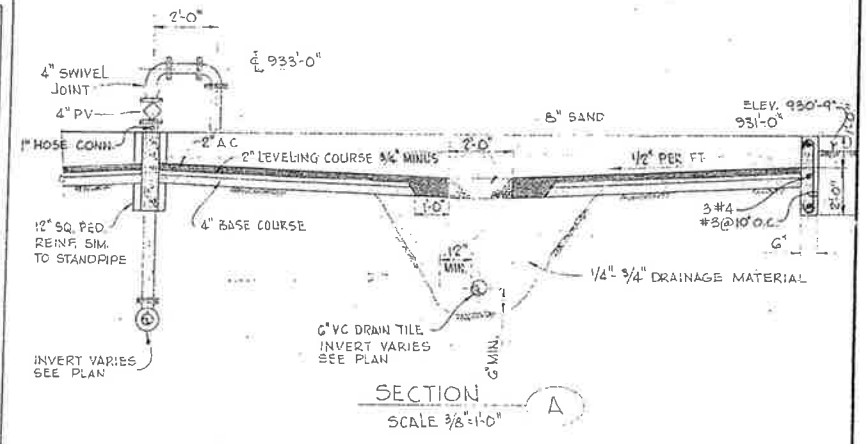 2'-0"
℄ 933'-0"
4" SWIVEL
JOINT
4" PV
1" HOSE CONN.
2" A C
2" LEVELING COURSE 3/4" MINUS
4" BASE COURSE
12" SQ. PED.
REINF. SIM.
TO STANDPIPE
INVERT VARIES
SEE PLAN
8" SAND
2'-0"
1/2" PER FT
ELEV. 930'-9"
931'-0"
1'-0"
2'-0"
3 #4
#3@10" O.C.
6"
1'-0"
12"
MIN.
1/4"- 3/4" DRAINAGE MATERIAL
6" VC DRAIN TILE
INVERT VARIES
SEE PLAN
6" MIN.
SECTION A
SCALE 3/8"=1'-0"